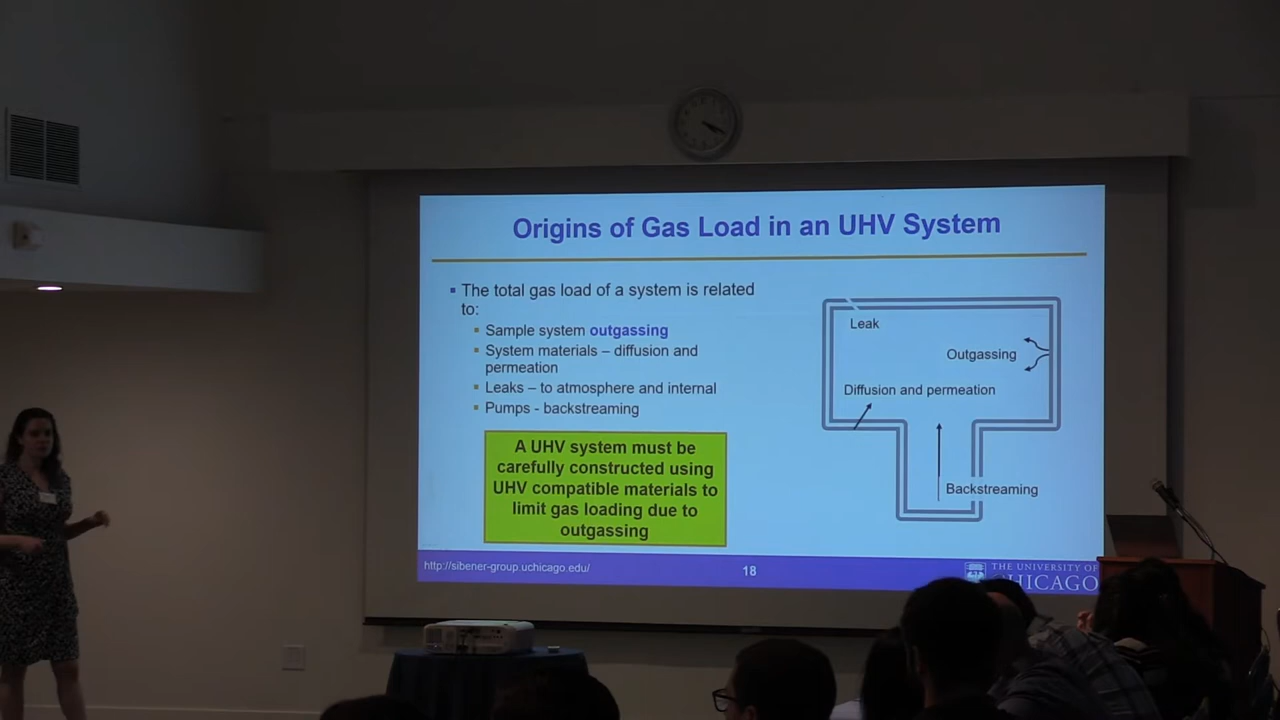 Origins of Gas Load in an UHV System
▪ The total gas load of a system is related
to:
▪ Sample system outgassing
▪ System materials – diffusion and
permeation
▪ Leaks – to atmosphere and internal
▪ Pumps - backstreaming
A UHV system must be
carefully constructed using
UHV compatible materials to
limit gas loading due to
outgassing
Leak
Outgassing
Diffusion and permeation
Backstreaming
http://sibener-group.uchicago.edu/
18
THE UNIVERSITY OF
CHICAGO